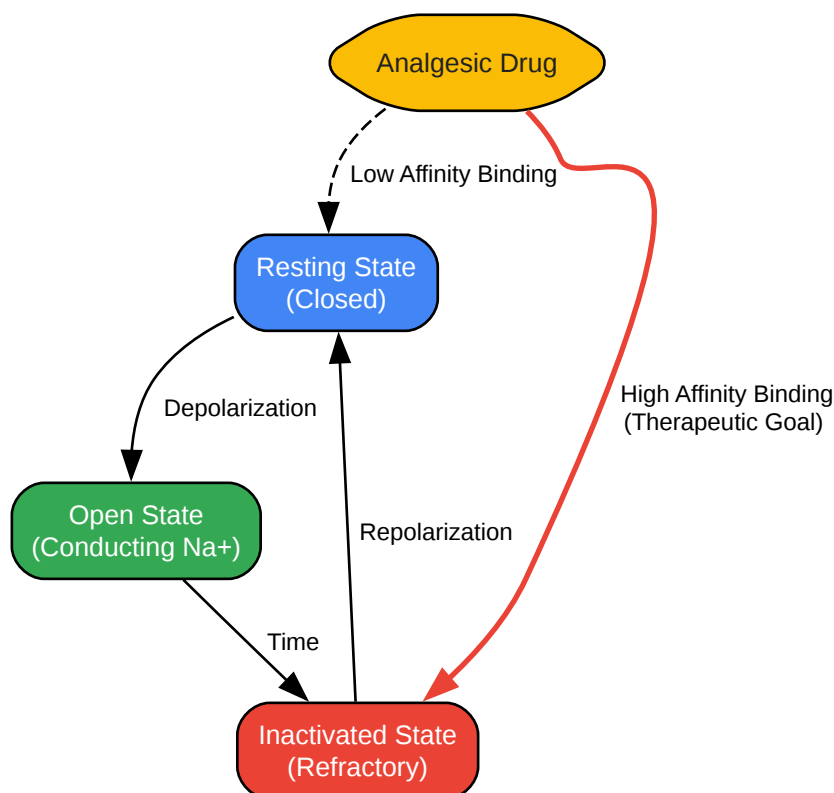 Analgesic Drug
Low Affinity Binding
Resting State
(Closed)
High Affinity Binding
(Therapeutic Goal)
Depolarization
Open State
(Conducting Na+)
Repolarization
Time
Inactivated State
(Refractory)